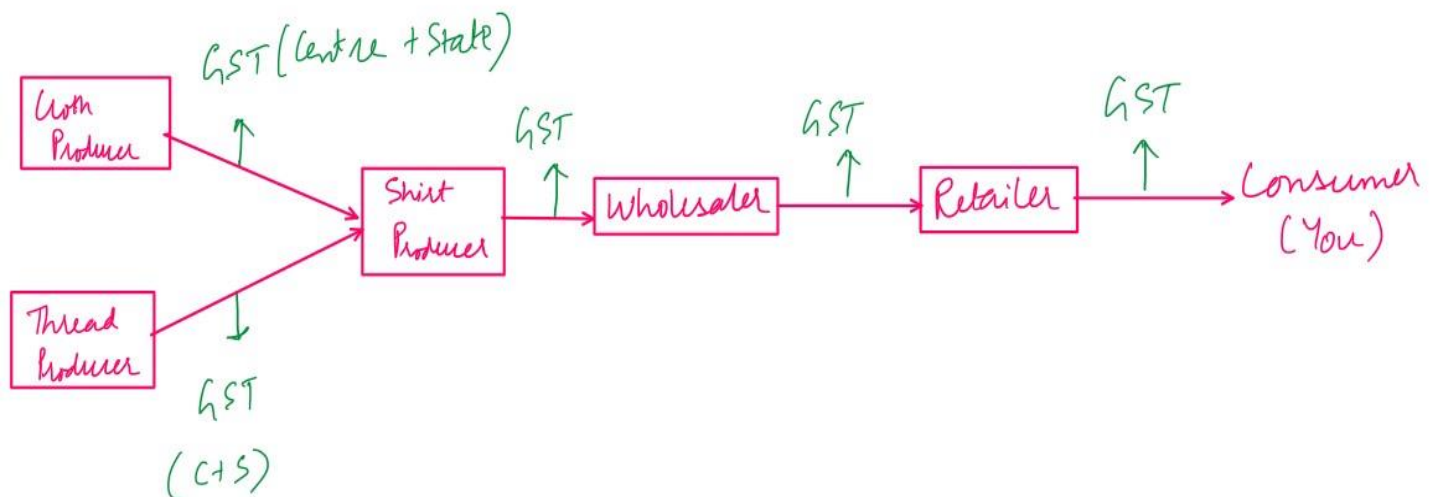 GST (Centre + State)
Cloth
Producer
Thread
Producer
GST
(C+S)
Shirt
Producer
GST
Wholesaler
GST
Retailer
GST
Consumer
(You)